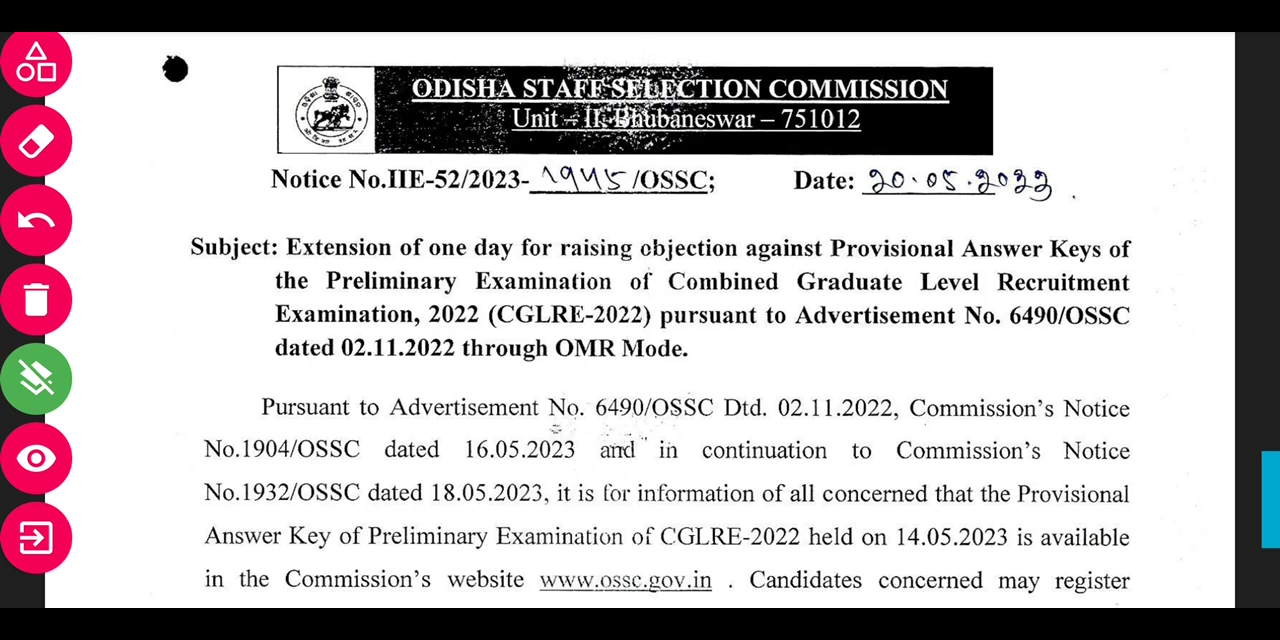 ODISHA STAFF SELECTION COMMISSION
Unit – II, Bhubaneswar – 751012
Notice No.IIE-52/2023- 1945 /OSSC; Date: 20.05.2023
Subject: Extension of one day for raising objection against Provisional Answer Keys of
the Preliminary Examination of Combined Graduate Level Recruitment
Examination, 2022 (CGLRE-2022) pursuant to Advertisement No. 6490/OSSC
dated 02.11.2022 through OMR Mode.
Pursuant to Advertisement No. 6490/OSSC Dtd. 02.11.2022, Commission's Notice
No.1904/OSSC dated 16.05.2023 and in continuation to Commission's Notice
No.1932/OSSC dated 18.05.2023, it is for information of all concerned that the Provisional
Answer Key of Preliminary Examination of CGLRE-2022 held on 14.05.2023 is available
in the Commission's website www.ossc.gov.in . Candidates concerned may register